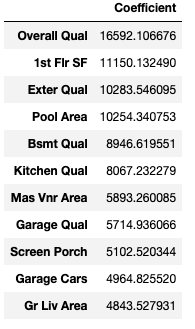 Coefficient
Overall Qual 16592.106676
1st Flr SF 11150.132490
Exter Qual 10283.546095
Pool Area 10254.340753
Bsmt Qual 8946.619551
Kitchen Qual 8067.232279
Mas Vnr Area 5893.260085
Garage Qual 5714.936066
Screen Porch 5102.520344
Garage Cars 4964.825520
Gr Liv Area 4843.527931